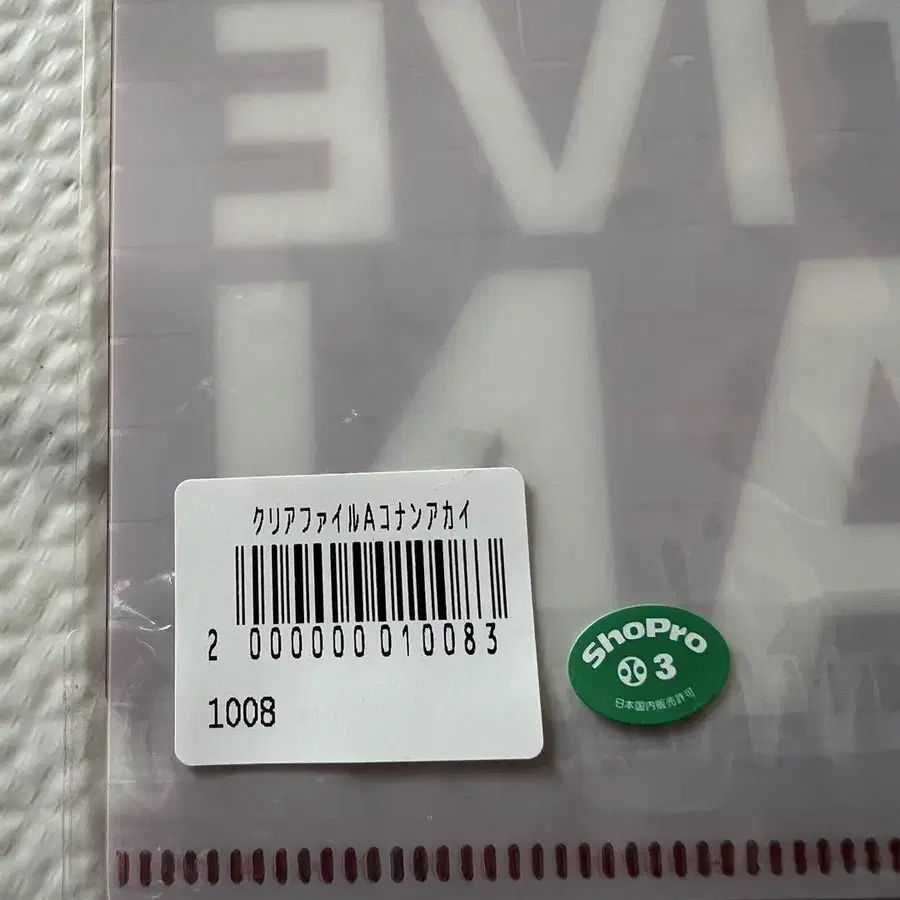 クリアファイルAコナンアカイ
2 000000 010083
1008
ShoPro
3
日本国内販売許可